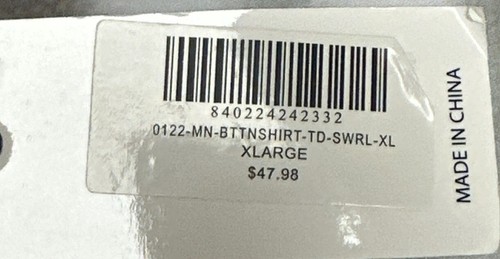 840224242332
0122-MN-BTTNSHIRT-TD-SWRL-XL
XLARGE
$47.98
MADE IN CHINA